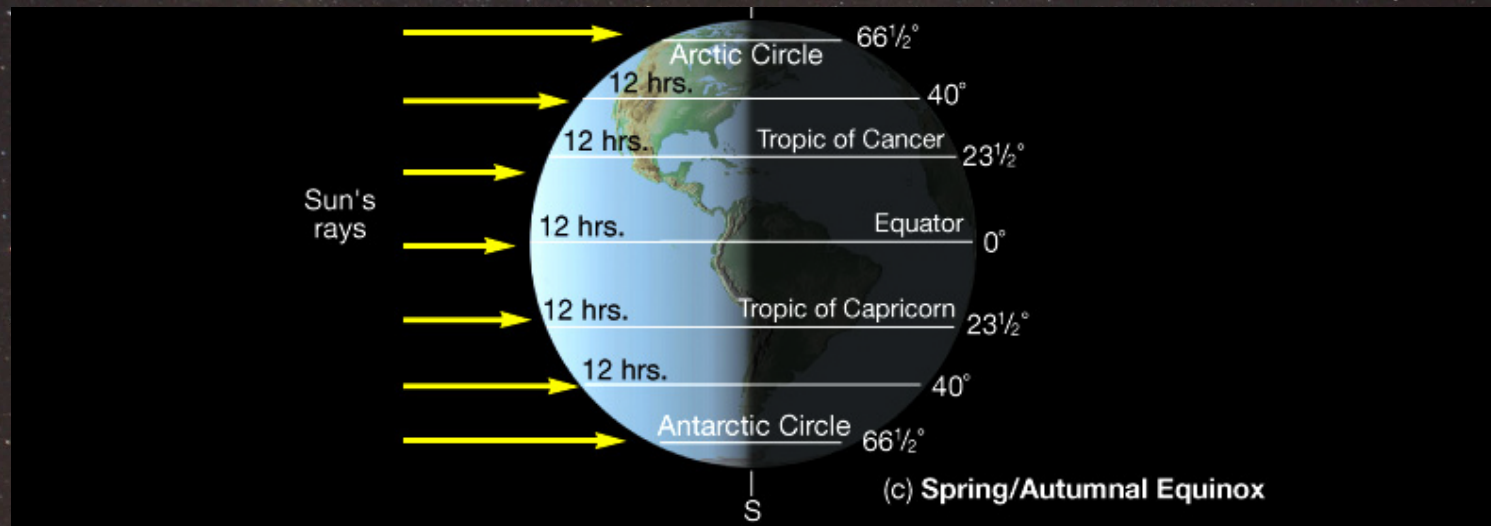 66½°
Arctic Circle
12 hrs.
40°
12 hrs.
Tropic of Cancer
23½°
Sun's
rays
12 hrs.
Equator
0°
12 hrs.
Tropic of Capricorn
23½°
12 hrs.
40°
Antarctic Circle
66½°
S
(c) Spring/Autumnal Equinox